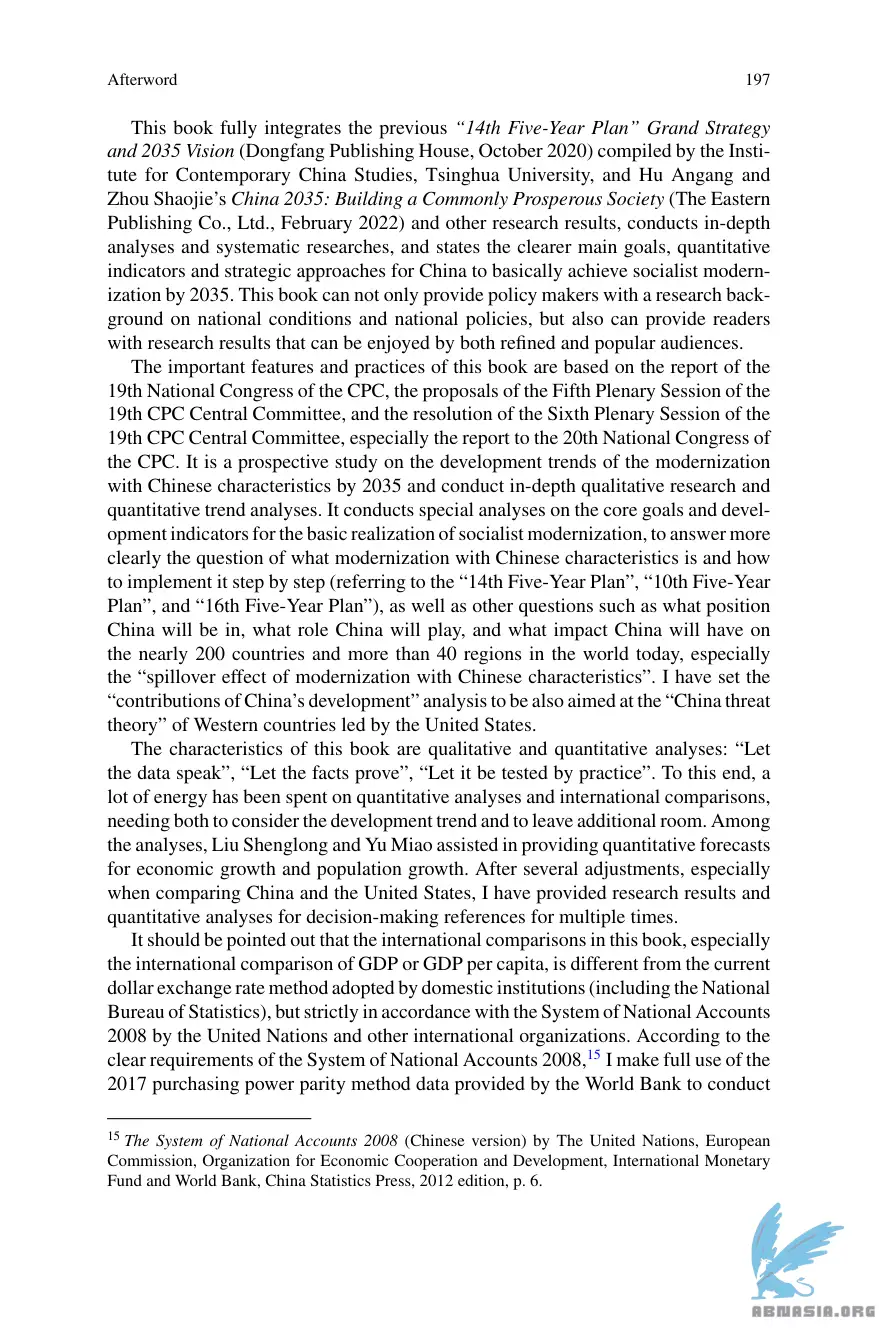 Afterword 197
This book fully integrates the previous “14th Five-Year Plan” Grand Strategy
and 2035 Vision (Dongfang Publishing House, October 2020) compiled by the Insti-
tute for Contemporary China Studies, Tsinghua University, and Hu Angang and
Zhou Shaojie’s China 2035: Building a Commonly Prosperous Society (The Eastern
Publishing Co., Ltd., February 2022) and other research results, conducts in-depth
analyses and systematic researches, and states the clearer main goals, quantitative
indicators and strategic approaches for China to basically achieve socialist modern-
ization by 2035. This book can not only provide policy makers with a research back-
ground on national conditions and national policies, but also can provide readers
with research results that can be enjoyed by both refined and popular audiences.
The important features and practices of this book are based on the report of the
19th National Congress of the CPC, the proposals of the Fifth Plenary Session of the
19th CPC Central Committee, and the resolution of the Sixth Plenary Session of the
19th CPC Central Committee, especially the report to the 20th National Congress of
the CPC. It is a prospective study on the development trends of the modernization
with Chinese characteristics by 2035 and conduct in-depth qualitative research and
quantitative trend analyses. It conducts special analyses on the core goals and devel-
opment indicators for the basic realization of socialist modernization, to answer more
clearly the question of what modernization with Chinese characteristics is and how
to implement it step by step (referring to the “14th Five-Year Plan”, “10th Five-Year
Plan”, and “16th Five-Year Plan”), as well as other questions such as what position
China will be in, what role China will play, and what impact China will have on
the nearly 200 countries and more than 40 regions in the world today, especially
the “spillover effect of modernization with Chinese characteristics”. I have set the
“contributions of China’s development” analysis to be also aimed at the “China threat
theory” of Western countries led by the United States.
The characteristics of this book are qualitative and quantitative analyses: “Let
the data speak”, “Let the facts prove”, “Let it be tested by practice”. To this end, a
lot of energy has been spent on quantitative analyses and international comparisons,
needing both to consider the development trend and to leave additional room. Among
the analyses, Liu Shenglong and Yu Miao assisted in providing quantitative forecasts
for economic growth and population growth. After several adjustments, especially
when comparing China and the United States, I have provided research results and
quantitative analyses for decision-making references for multiple times.
It should be pointed out that the international comparisons in this book, especially
the international comparison of GDP or GDP per capita, is different from the current
dollar exchange rate method adopted by domestic institutions (including the National
Bureau of Statistics), but strictly in accordance with the System of National Accounts
2008 by the United Nations and other international organizations. According to the
clear requirements of the System of National Accounts 2008,15 I make full use of the
2017 purchasing power parity method data provided by the World Bank to conduct
15 The System of National Accounts 2008 (Chinese version) by The United Nations, European
Commission, Organization for Economic Cooperation and Development, International Monetary
Fund and World Bank, China Statistics Press, 2012 edition, p. 6.
ABMASIA.ORG